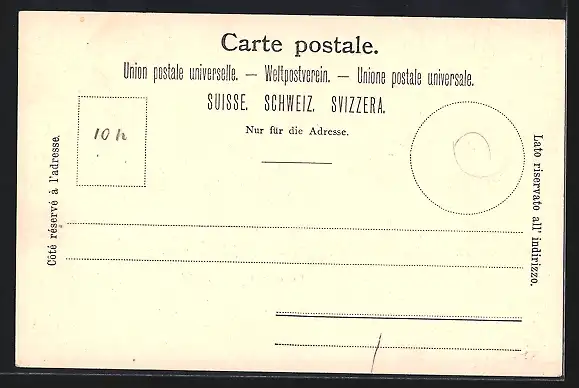 Carte postale.
Union postale universelle. — Weltpostverein. — Unione postale universale.
SUISSE. SCHWEIZ. SVIZZERA.
Nur für die Adresse.
10 h
Côté réservé à l'adresse.
Lato riservato all' indirizzo.